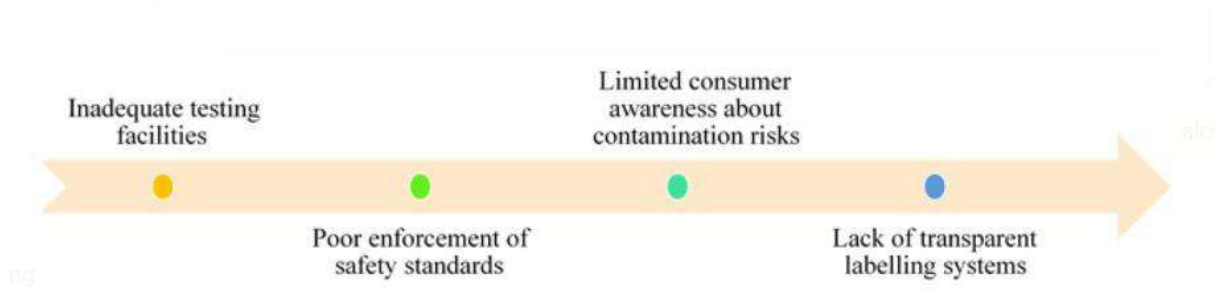 Inadequate testing
facilities
Poor enforcement of
safety standards
Limited consumer
awareness about
contamination risks
Lack of transparent
labelling systems
ng